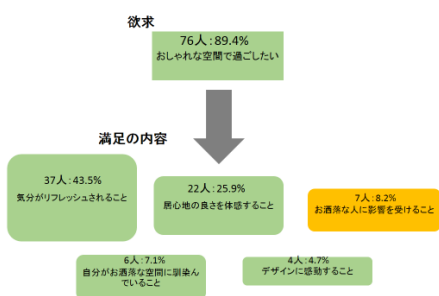 欲求
76人:89.4%
おしゃれな空間で過ごしたい
満足の内容
37人:43.5%
気分がリフレッシュされること
22人:25.9%
居心地の良さを体感すること
7人:8.2%
お洒落な人に影響を受けること
6人:7.1%
自分がお洒落な空間に馴染ん
でいること
4人:4.7%
デザインに感動すること